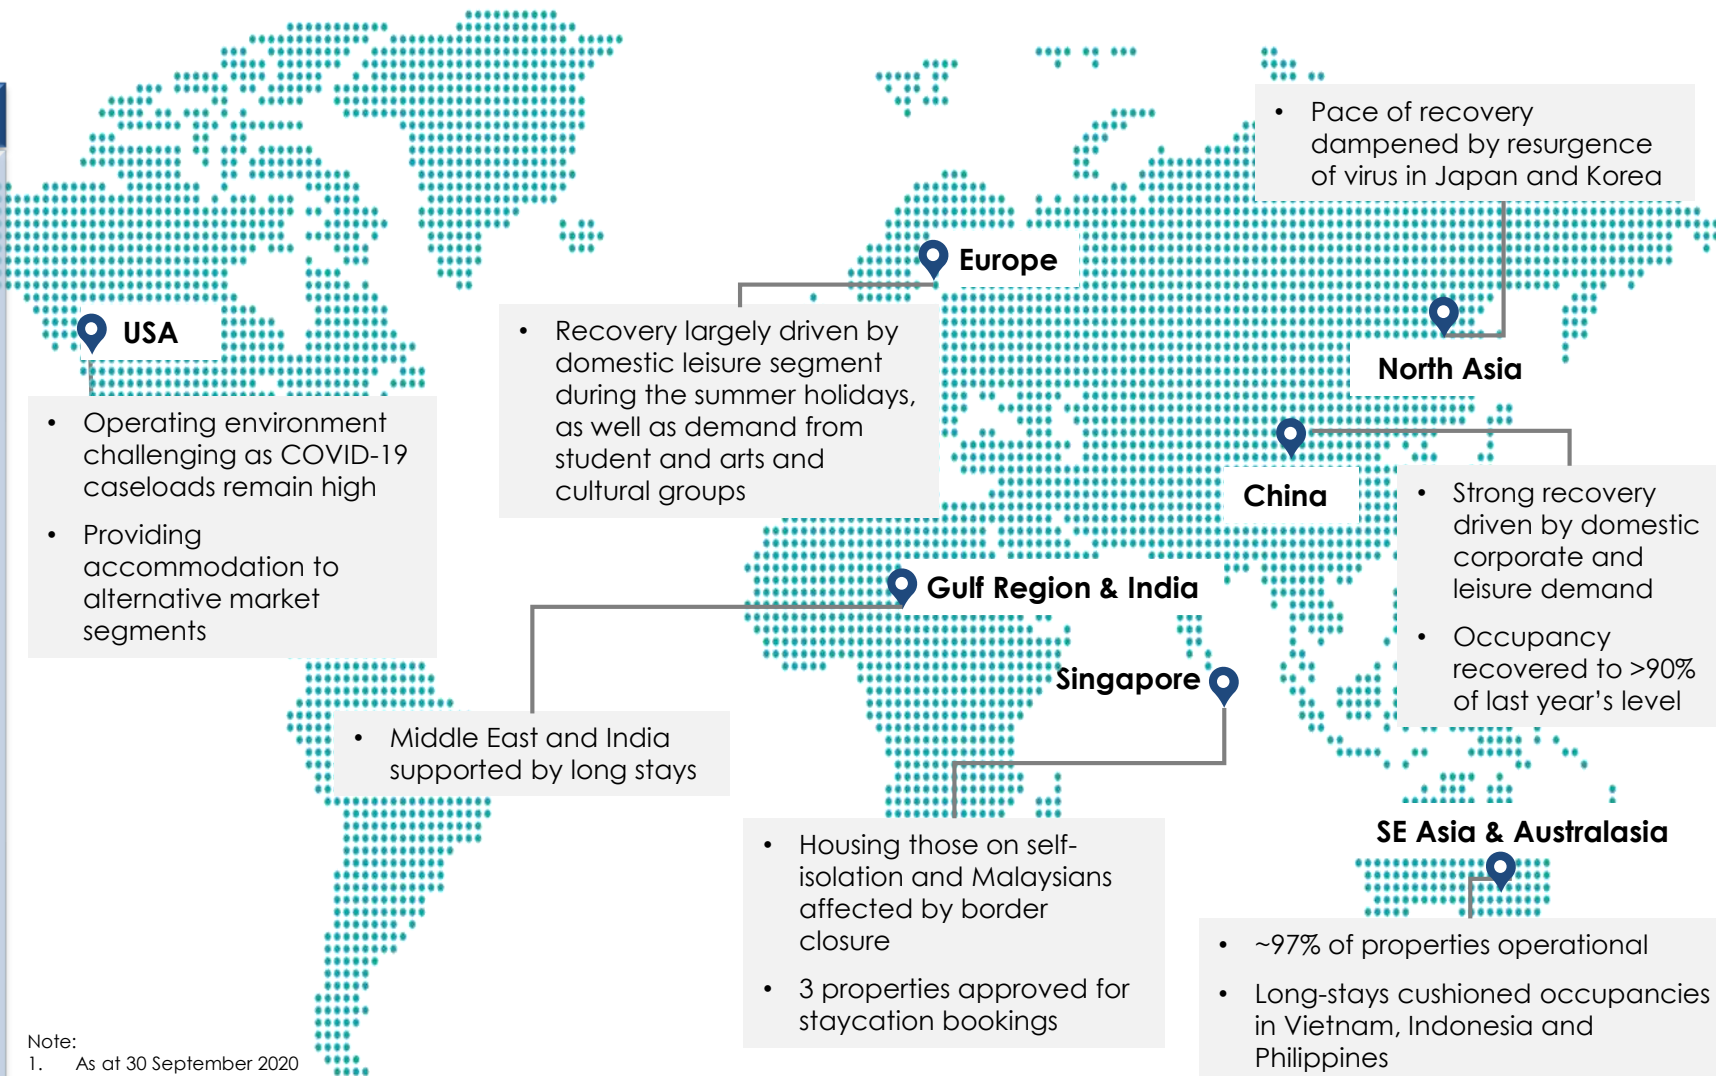 • Pace of recovery
dampened by resurgence
of virus in Japan and Korea
Europe
USA
• Recovery largely driven by
domestic leisure segment
during the summer holidays,
as well as demand from
student and arts and
cultural groups
North Asia
• Operating environment
challenging as COVID-19
caseloads remain high
• Providing
accommodation to
alternative market
segments
China
• Strong recovery
driven by domestic
corporate and
leisure demand
• Occupancy
recovered to >90%
of last year's level
Gulf Region & India
Singapore
• Middle East and India
supported by long stays
SE Asia & Australasia
• Housing those on self-
isolation and Malaysians
affected by border
closure
• 3 properties approved for
staycation bookings
• ~97% of properties operational
• Long-stays cushioned occupancies
in Vietnam, Indonesia and
Philippines
Note:
1. As at 30 September 2020